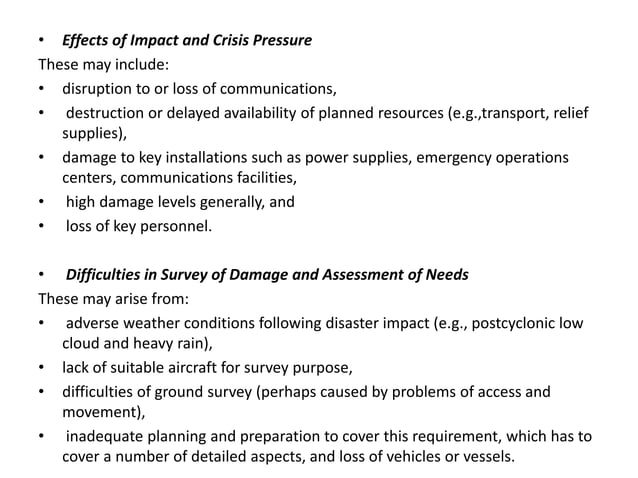 • Effects of Impact and Crisis Pressure
These may include:
• disruption to or loss of communications,
• destruction or delayed availability of planned resources (e.g.,transport, relief
supplies),
• damage to key installations such as power supplies, emergency operations
centers, communications facilities,
• high damage levels generally, and
• loss of key personnel.
• Difficulties in Survey of Damage and Assessment of Needs
These may arise from:
• adverse weather conditions following disaster impact (e.g., postcyclonic low
cloud and heavy rain),
• lack of suitable aircraft for survey purpose,
• difficulties of ground survey (perhaps caused by problems of access and
movement),
• inadequate planning and preparation to cover this requirement, which has to
cover a number of detailed aspects, and loss of vehicles or vessels.